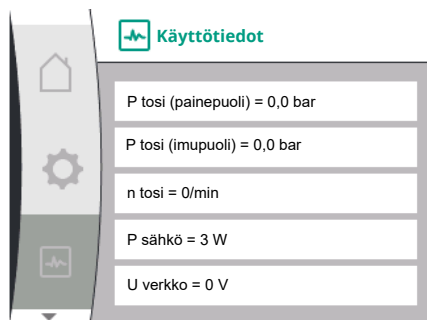 Käyttötiedot
P tosi (painepuoli) = 0,0 bar
P tosi (imupuoli) = 0,0 bar
n tosi = 0/min
P sähkö = 3 W
U verkko = 0 V